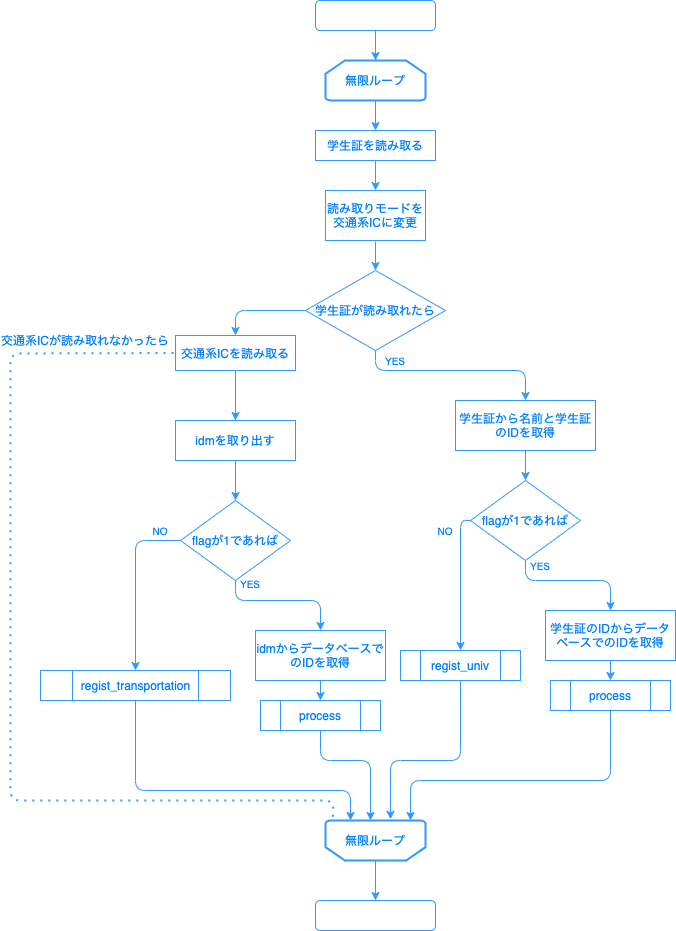 無限ループ
学生証を読み取る
読み取りモードを
交通系ICに変更
学生証が読み取れたら
交通系ICが読み取れなかったら
交通系ICを読み取る
YES
学生証から名前と学生証
のIDを取得
idmを取り出す
flagが1であれば
NO
YES
flagが1であれば
NO
YES
idmからデータベースで
のIDを取得
学生証のIDからデータ
ベースでのIDを取得
regist_transportation
process
regist_univ
process
無限ループ